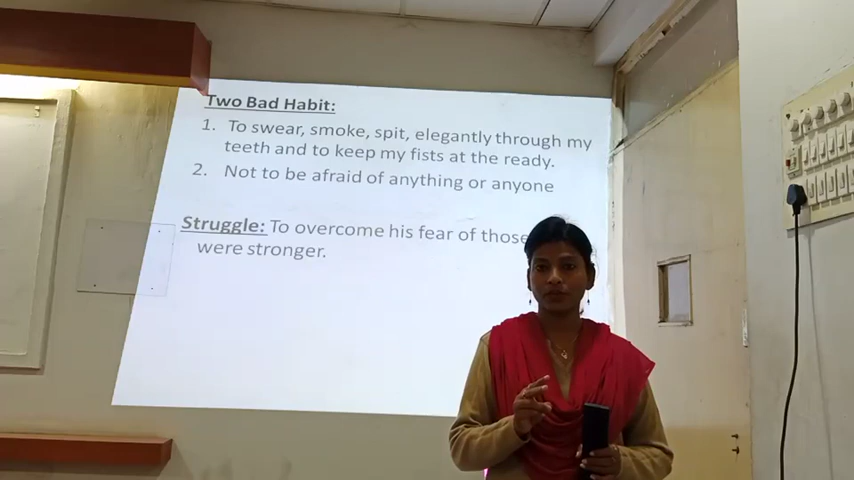 Two Bad Habit:
1. To swear, smoke, spit, elegantly through my
teeth and to keep my fists at the ready.
2. Not to be afraid of anything or anyone
Struggle: To overcome his fear of those
were stronger.